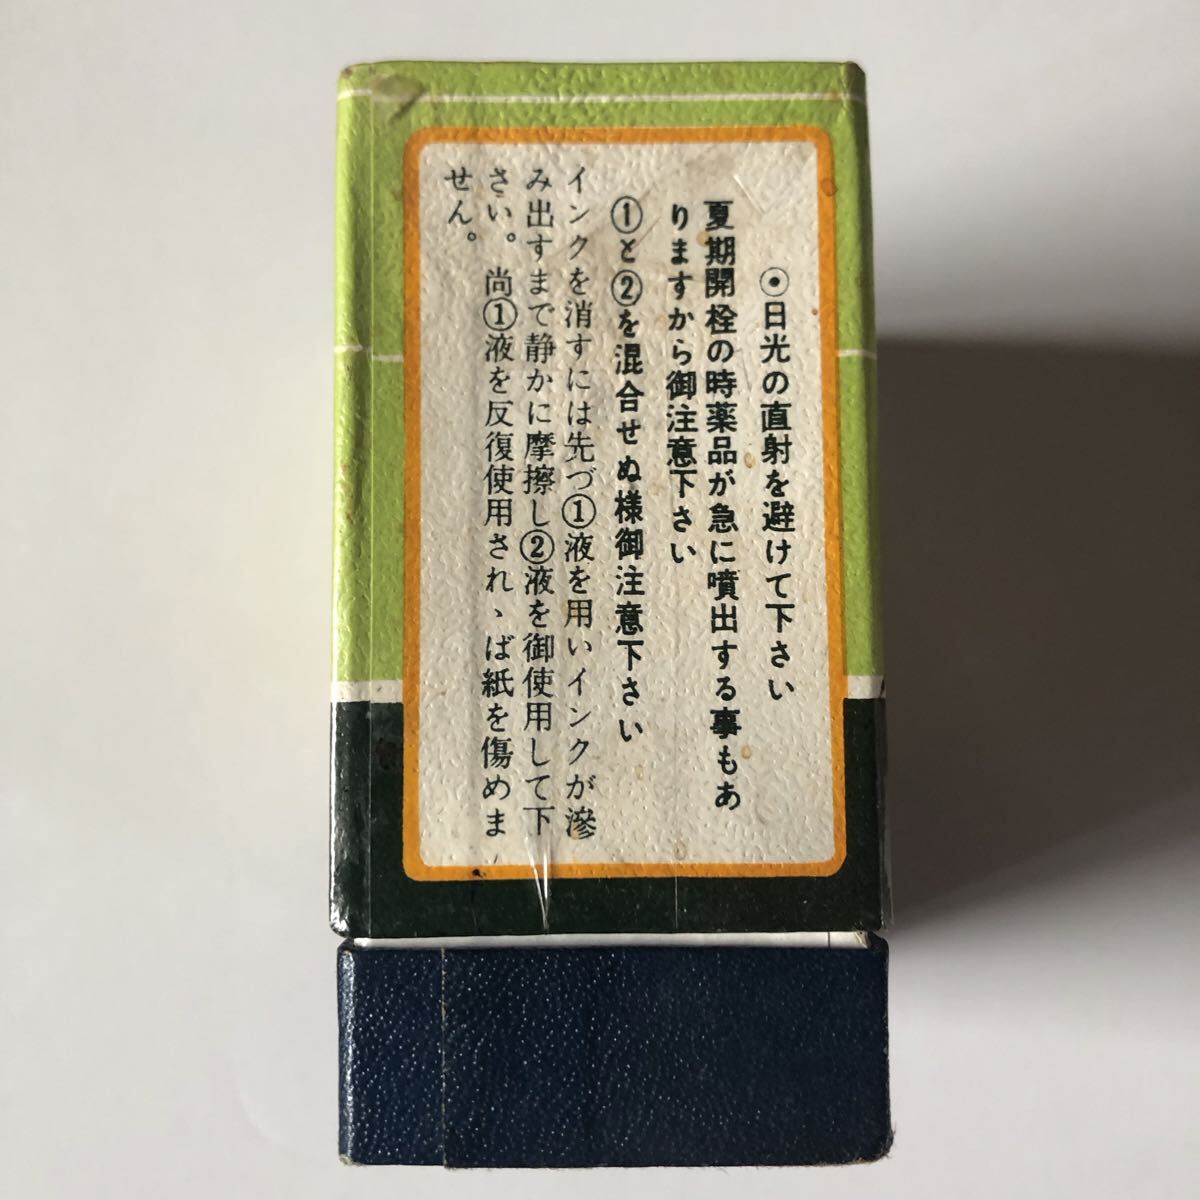 ⦿日光の直射を避けて下さい
夏期開栓の時薬品が急に噴出する事もあ
りますから御注意下さい
①と②を混合せぬ様御注意下さい
インクを消すには先づ①液を用いインクが滲
み出すまで静かに摩擦し②液を御使用して下
さい。尚①液を反復使用されゝば紙を傷めま
せん。